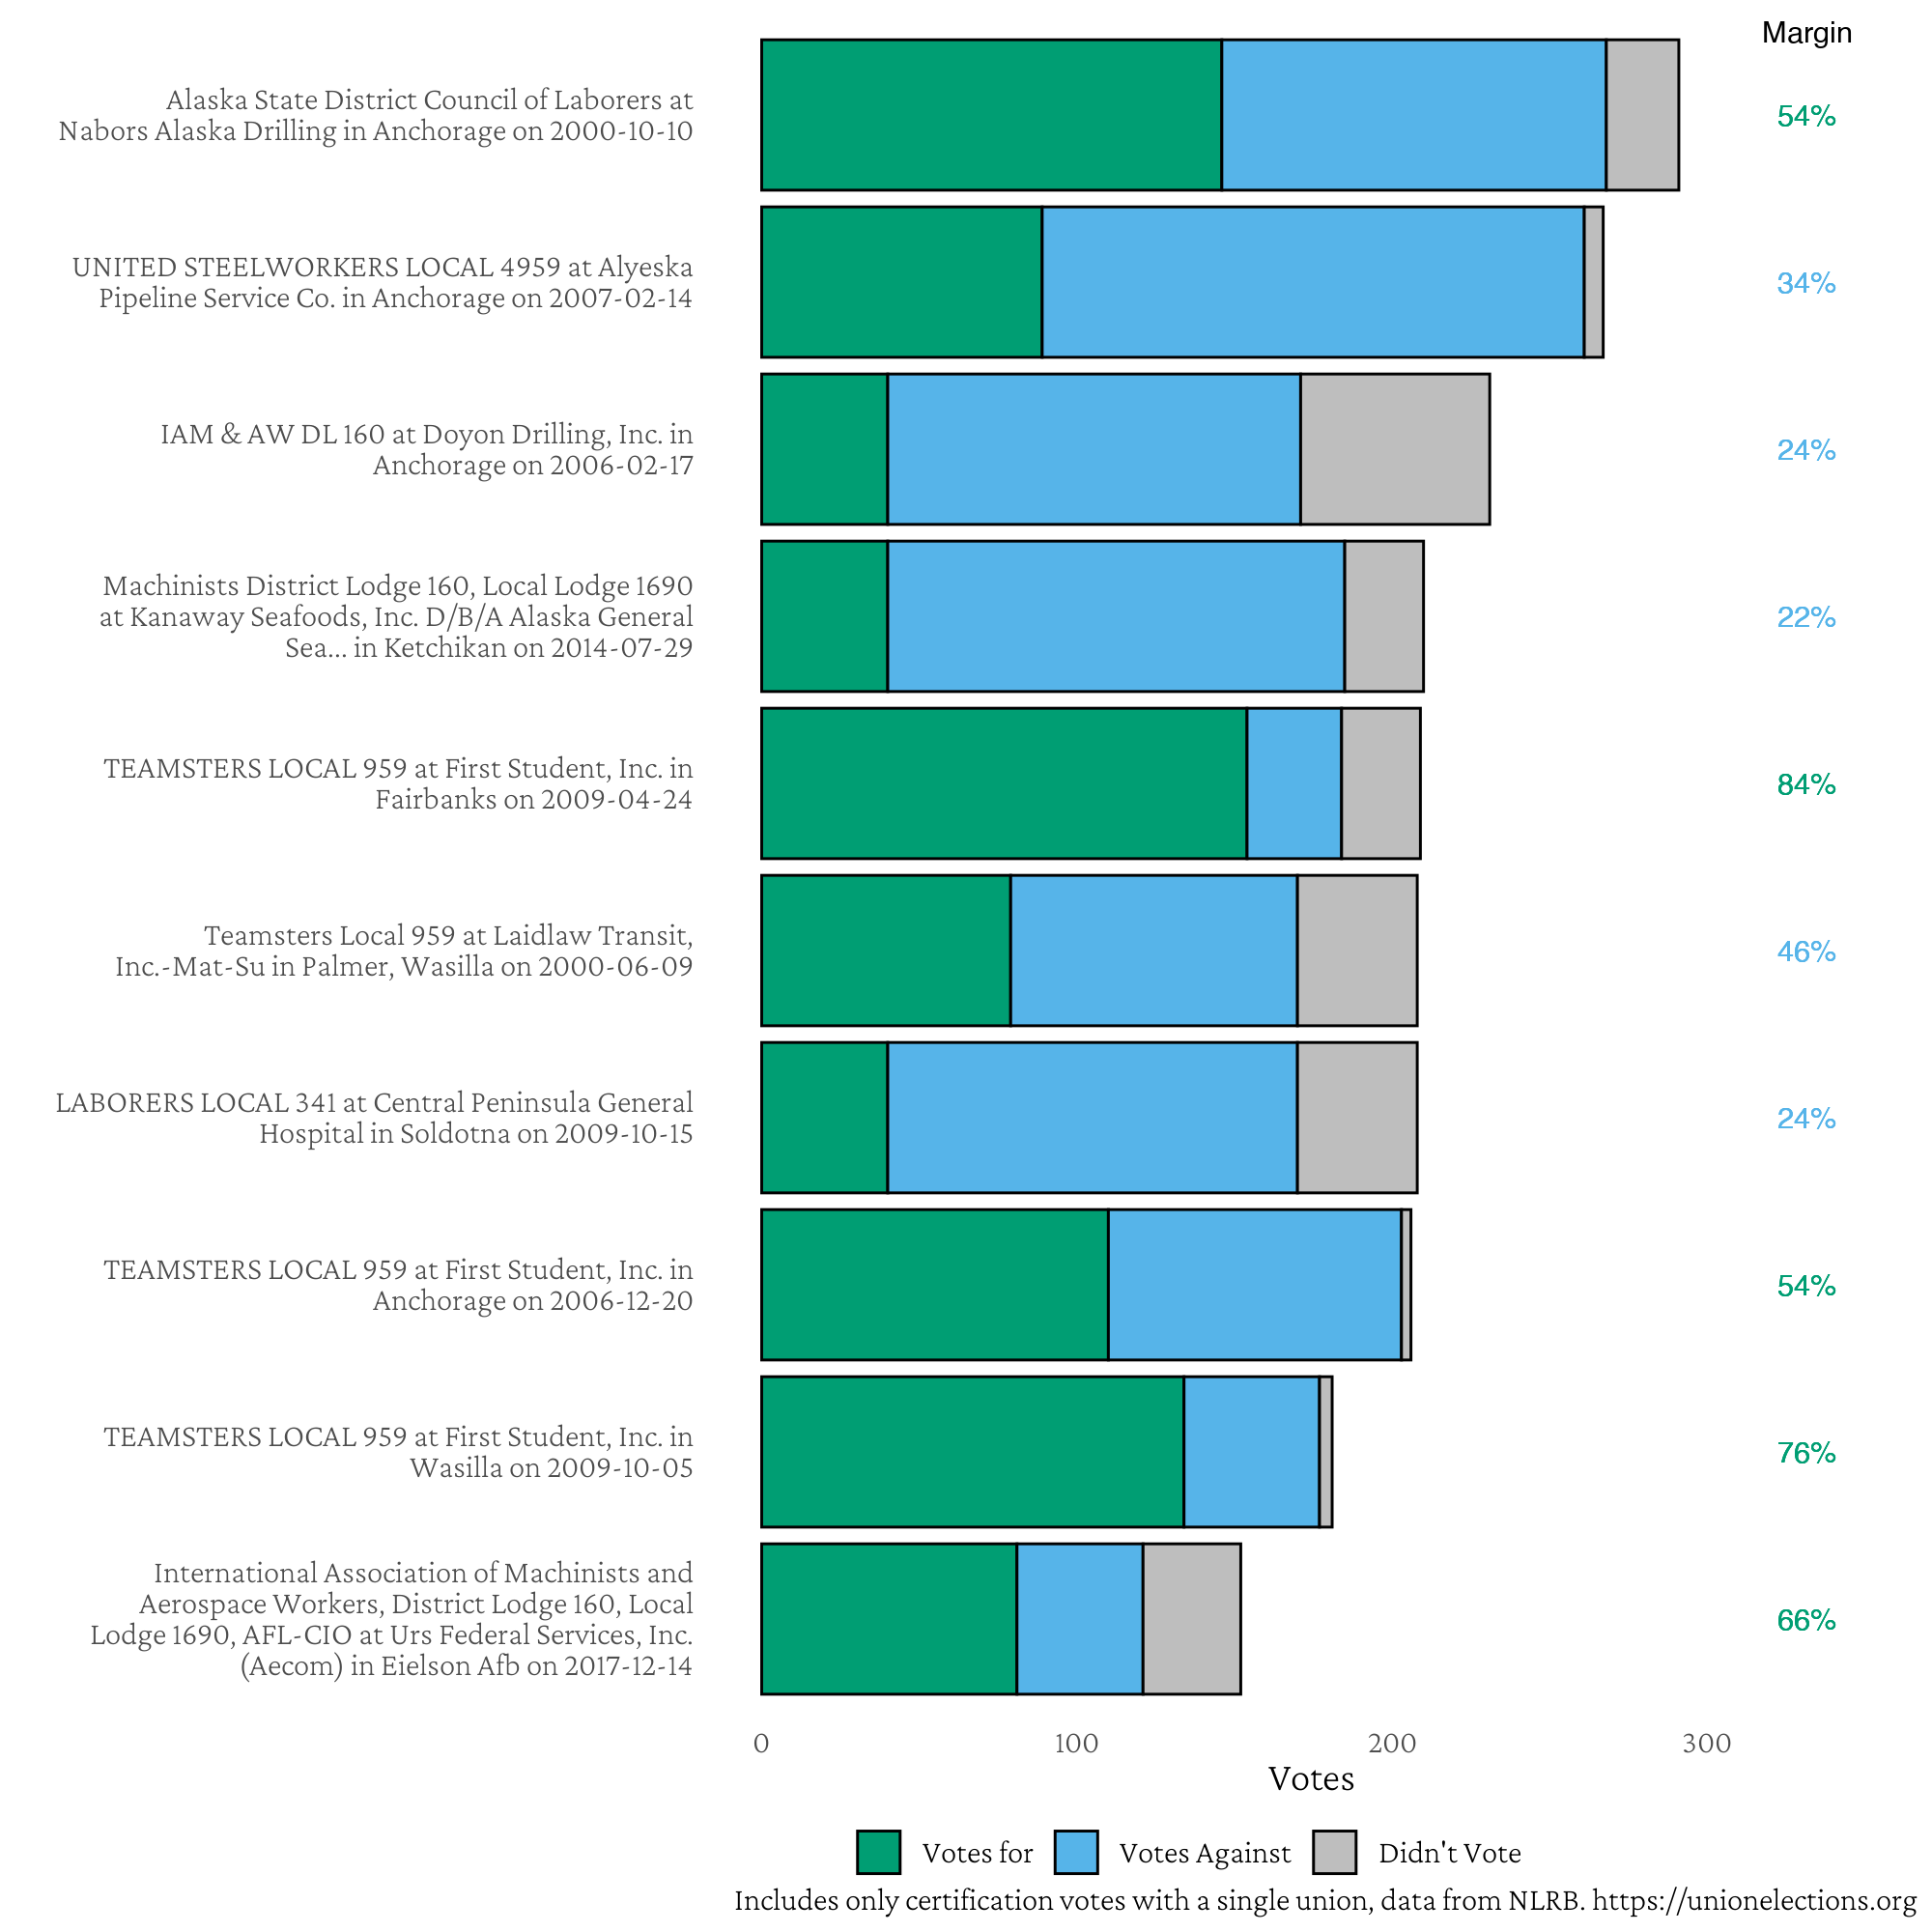 Margin
Alaska State District Council of Laborers at
Nabors Alaska Drilling in Anchorage on 2000-10-10
54%
UNITED STEELWORKERS LOCAL 4959 at Alyeska
Pipeline Service Co. in Anchorage on 2007-02-14
34%
IAM & AW DL 160 at Doyon Drilling, Inc. in
Anchorage on 2006-02-17
24%
Machinists District Lodge 160, Local Lodge 1690
at Kanaway Seafoods, Inc. D/B/A Alaska General
Sea... in Ketchikan on 2014-07-29
22%
TEAMSTERS LOCAL 959 at First Student, Inc. in
Fairbanks on 2009-04-24
84%
Teamsters Local 959 at Laidlaw Transit,
Inc.-Mat-Su in Palmer, Wasilla on 2000-06-09
46%
LABORERS LOCAL 341 at Central Peninsula General
Hospital in Soldotna on 2009-10-15
24%
TEAMSTERS LOCAL 959 at First Student, Inc. in
Anchorage on 2006-12-20
54%
TEAMSTERS LOCAL 959 at First Student, Inc. in
Wasilla on 2009-10-05
76%
International Association of Machinists and
Aerospace Workers, District Lodge 160, Local
Lodge 1690, AFL-CIO at Urs Federal Services, Inc.
(Aecom) in Eielson Afb on 2017-12-14
66%
0 100 200 300
Votes
Votes for Votes Against Didn't Vote
Includes only certification votes with a single union, data from NLRB. https://unionelections.org